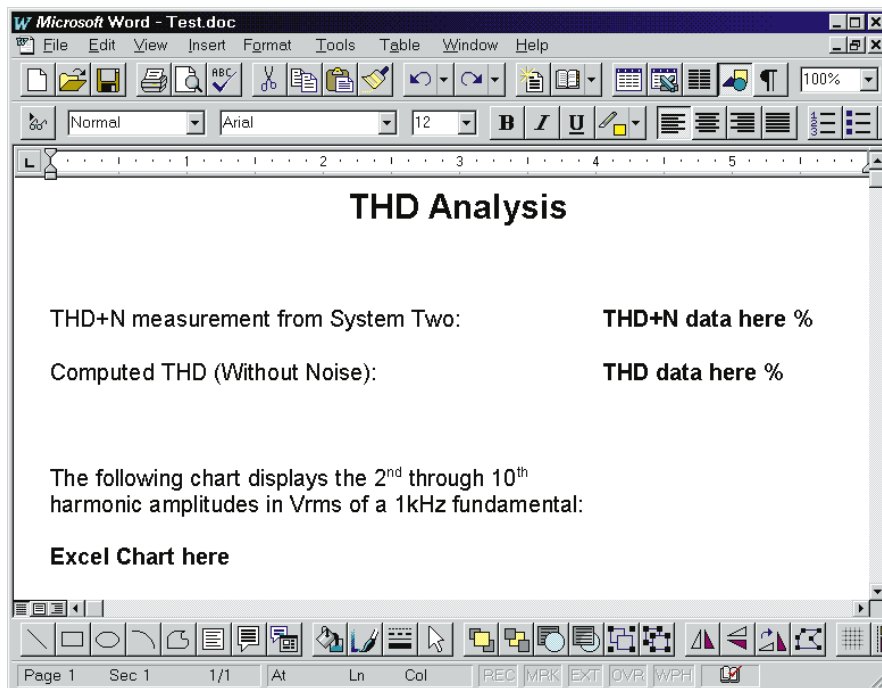 Microsoft Word - Test.doc
File Edit View Insert Format Tools Table Window Help
ABC 100%
Normal Arial 12 B I U
1 2 3 4 5
THD Analysis
THD+N measurement from System Two: THD+N data here %
Computed THD (Without Noise): THD data here %
The following chart displays the 2nd through 10th
harmonic amplitudes in Vrms of a 1kHz fundamental:
Excel Chart here
Page 1 Sec 1 1/1 At Ln Col REC MRK EXT OVR WPH